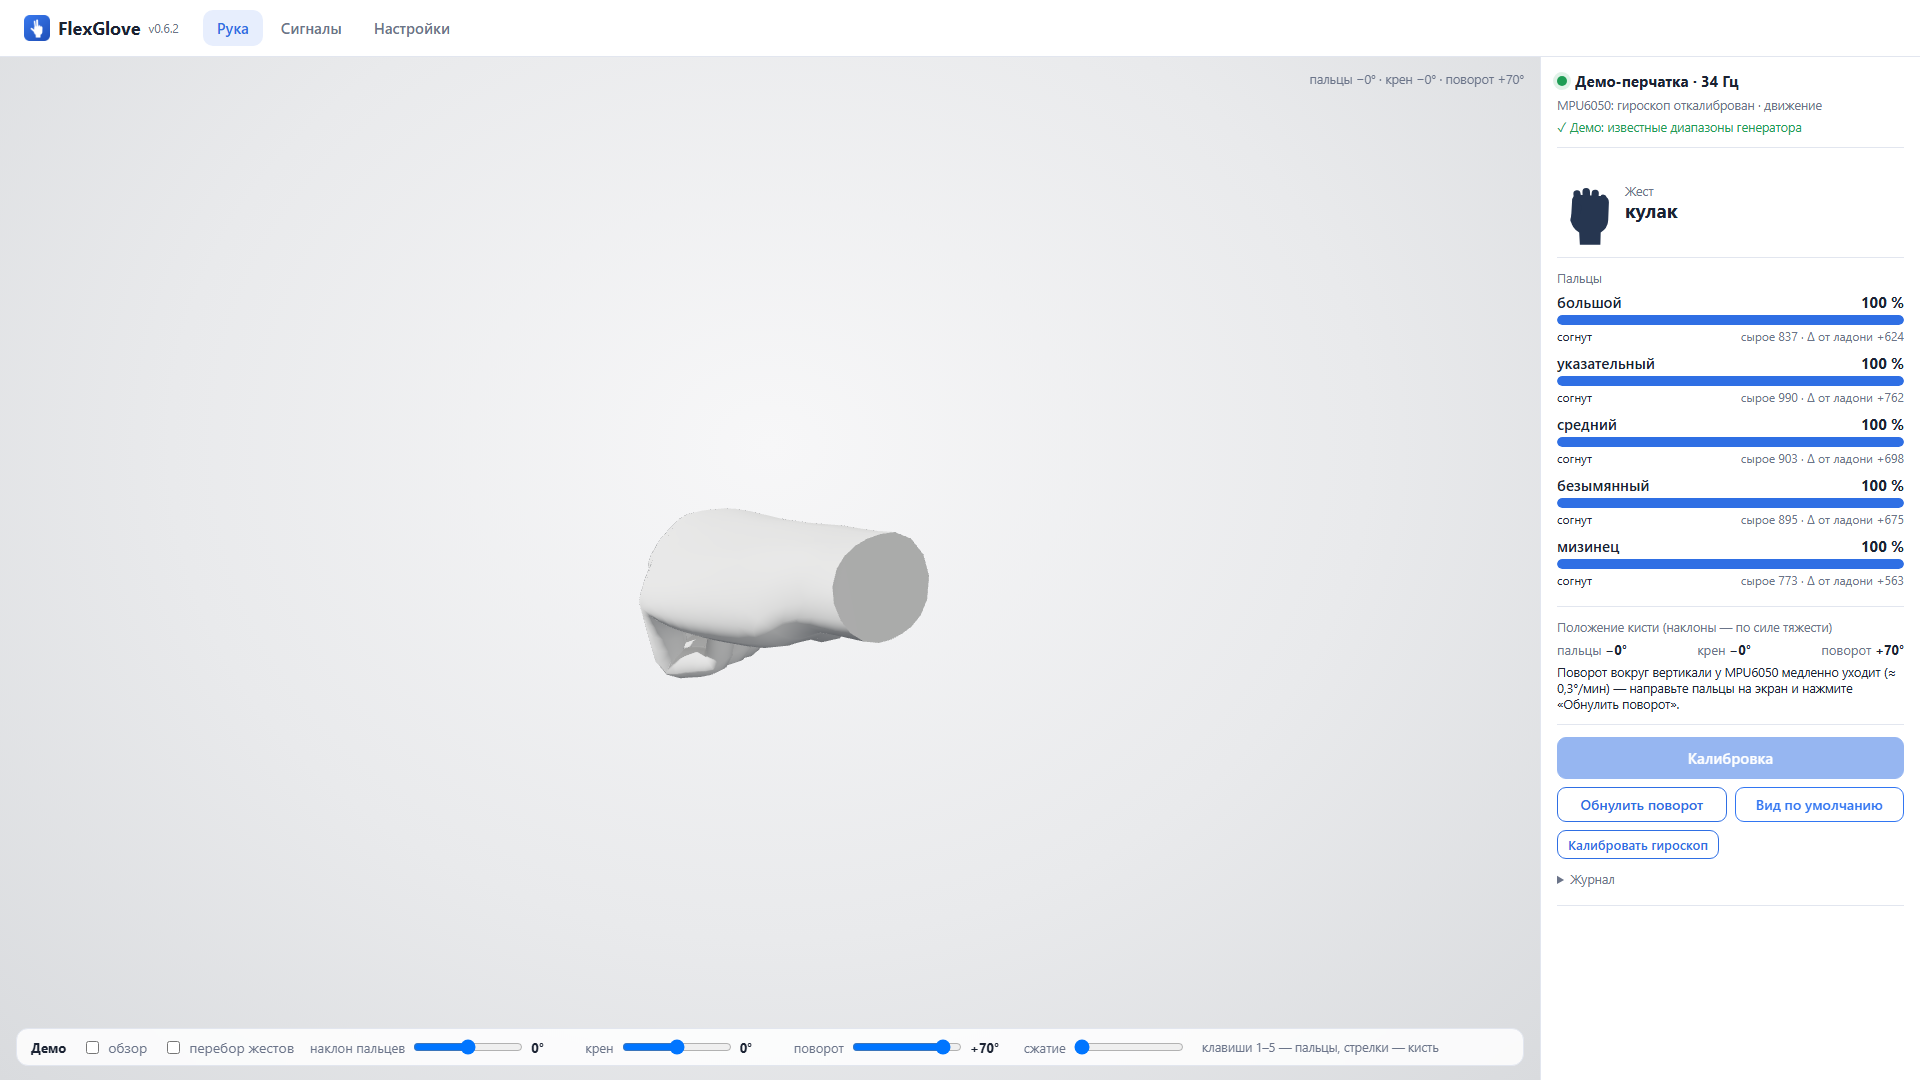 FlexGlove v0.6.2 Рука Сигналы Настройки
пальцы −0° · крен −0° · поворот +70°
Демо-перчатка · 34 Гц
MPU6050: гироскоп откалиброван · движение
✓ Демо: известные диапазоны генератора
Жест
кулак
Пальцы
большой 100 %
согнут сырое 837 · Δ от ладони +624
указательный 100 %
согнут сырое 990 · Δ от ладони +762
средний 100 %
согнут сырое 903 · Δ от ладони +698
безымянный 100 %
согнут сырое 895 · Δ от ладони +675
мизинец 100 %
согнут сырое 773 · Δ от ладони +563
Положение кисти (наклоны — по силе тяжести)
пальцы −0° крен −0° поворот +70°
Поворот вокруг вертикали у MPU6050 медленно уходит (≈
0,3°/мин) — направьте пальцы на экран и нажмите
«Обнулить поворот».
Калибровка
Обнулить поворот Вид по умолчанию
Калибровать гироскоп
▶ Журнал
Демо обзор перебор жестов наклон пальцев 0° крен 0° поворот +70° сжатие клавиши 1–5 — пальцы, стрелки — кисть